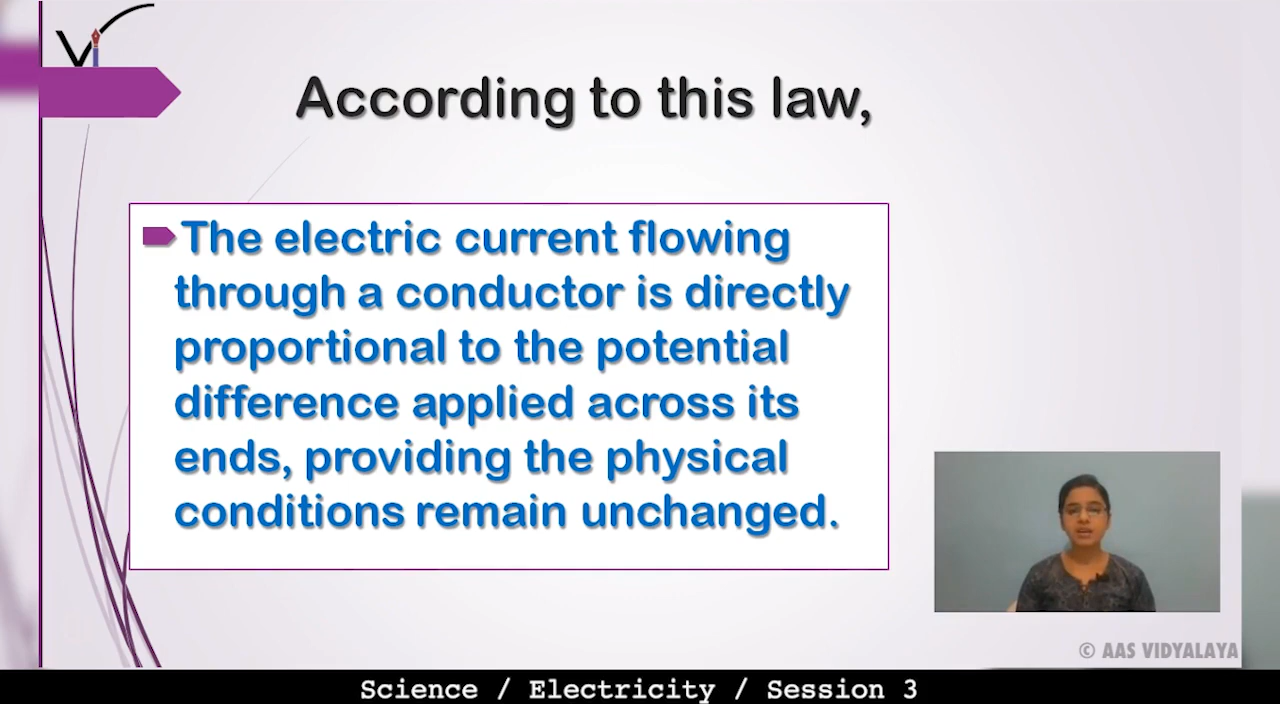 Vi
According to this law,
The electric current flowing
through a conductor is directly
proportional to the potential
difference applied across its
ends, providing the physical
conditions remain unchanged.
© AAS VIDYALAYA
Science / Electricity / Session 3